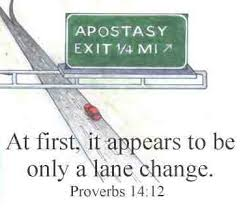 APOSTASY
EXIT 1/4 MI ↗
At first, it appears to be
only a lane change.
Proverbs 14:12